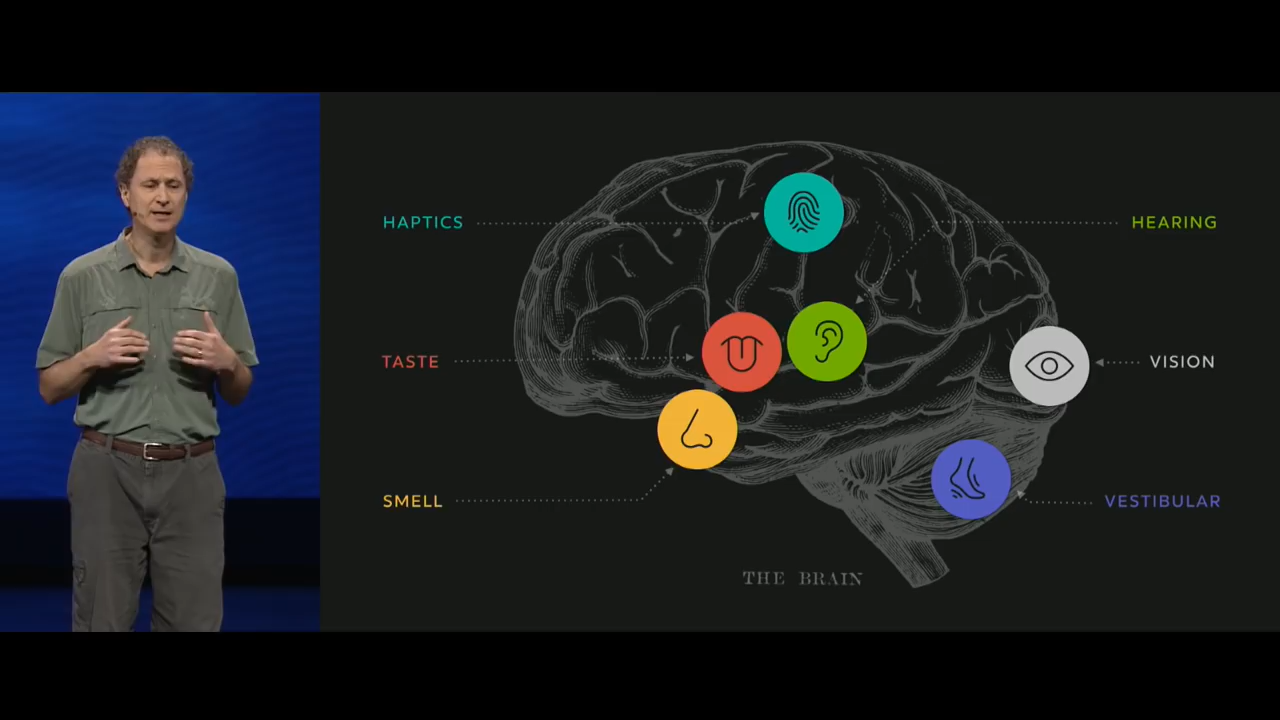 HAPTICS
HEARING
TASTE
VISION
SMELL
VESTIBULAR
THE BRAIN